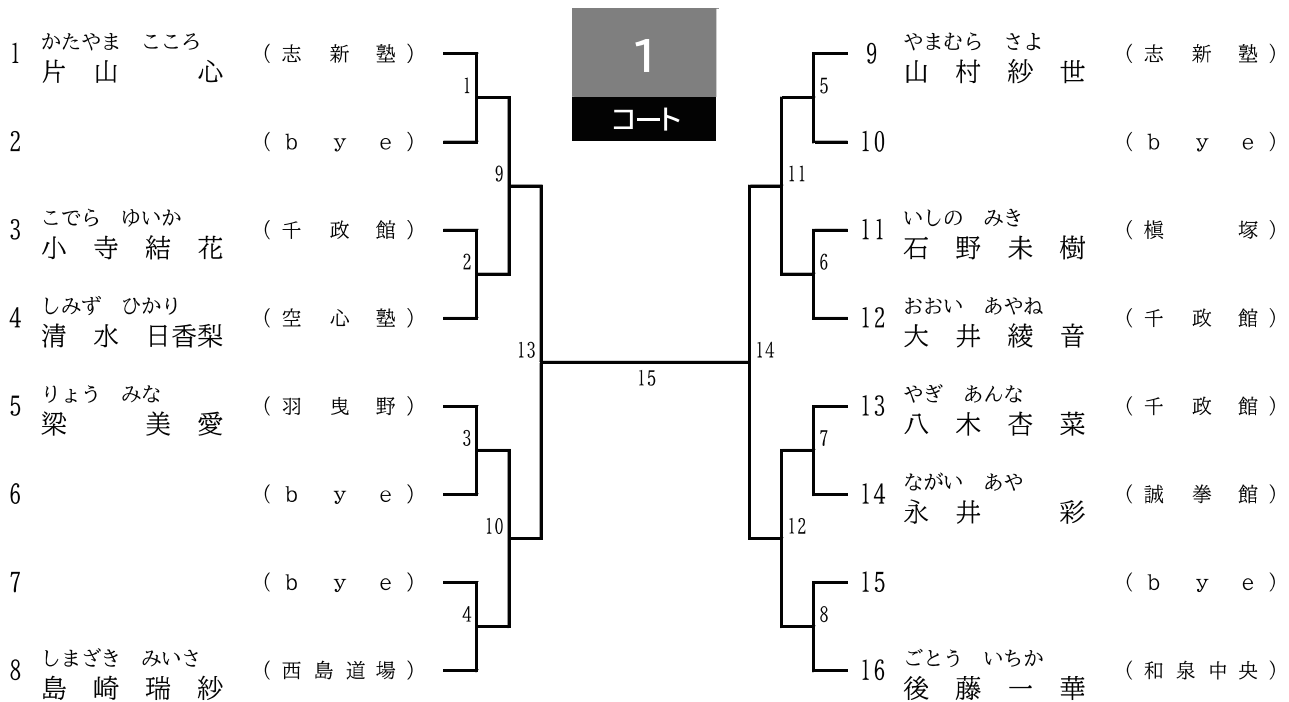 1
コート
かたやま こころ
1 片山 心 (志新塾)
1
2 (bye)
9
こでら ゆいか
3 小寺結花 (千政館)
2
しみず ひかり
4 清水日香梨 (空心塾)
13
りょう みな
5 梁 美愛 (羽曳野)
3
6 (bye)
10
7 (bye)
4
しまざき みいさ
8 島崎瑞紗 (西島道場)
15
やまむら さよ
9 山村紗世 (志新塾)
5
10 (bye)
11
いしの みき
11 石野未樹 (槇塚)
6
おおい あやね
12 大井綾音 (千政館)
14
やぎ あんな
13 八木杏菜 (千政館)
7
ながい あや
14 永井 彩 (誠拳館)
12
15 (bye)
8
ごとう いちか
16 後藤一華 (和泉中央)